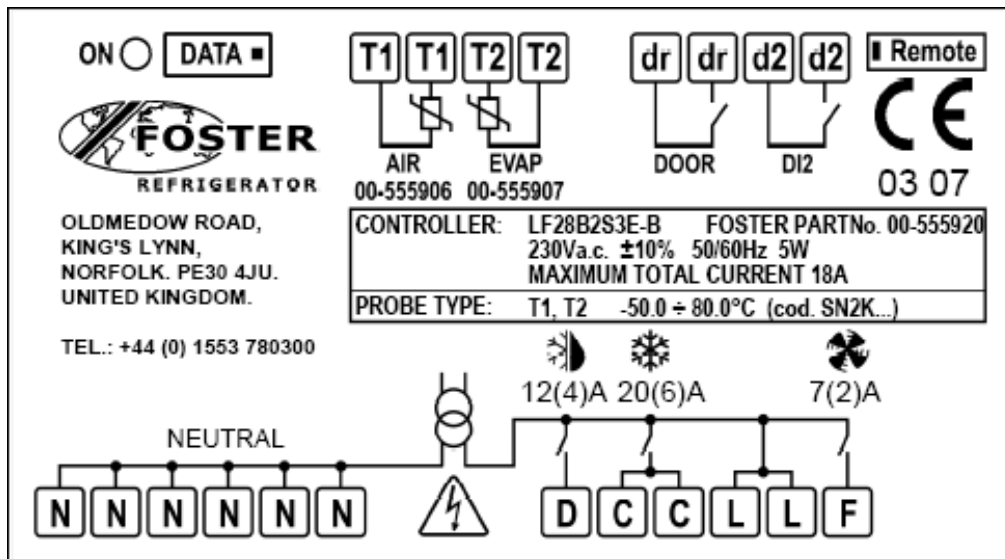 ON DATA T1 T1 T2 T2 dr dr d2 d2 Remote
FOSTER
REFRIGERATOR
AIR EVAP DOOR DI2 CE
00-555906 00-555907 03 07
OLDMEDOW ROAD,
KING'S LYNN,
NORFOLK. PE30 4JU.
UNITED KINGDOM.
TEL.: +44 (0) 1553 780300
CONTROLLER: LF28B2S3E-B FOSTER PARTNo. 00-555920
230Va.c. ±10% 50/60Hz 5W
MAXIMUM TOTAL CURRENT 18A
PROBE TYPE: T1, T2 -50.0 ÷ 80.0°C (cod. SN2K...)
12(4)A 20(6)A 7(2)A
NEUTRAL
N N N N N N D C C L L F